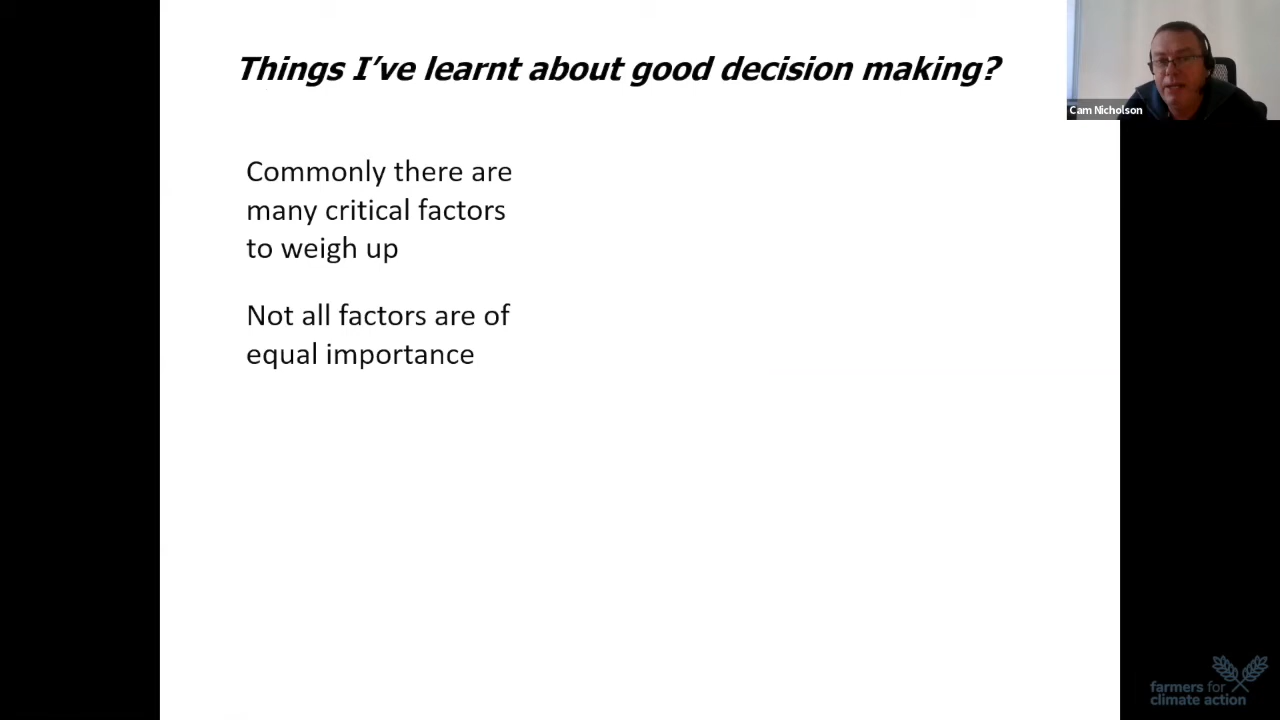 Things I've learnt about good decision making?
Cam Nicholson
Commonly there are
many critical factors
to weigh up
Not all factors are of
equal importance
farmers for
climate action